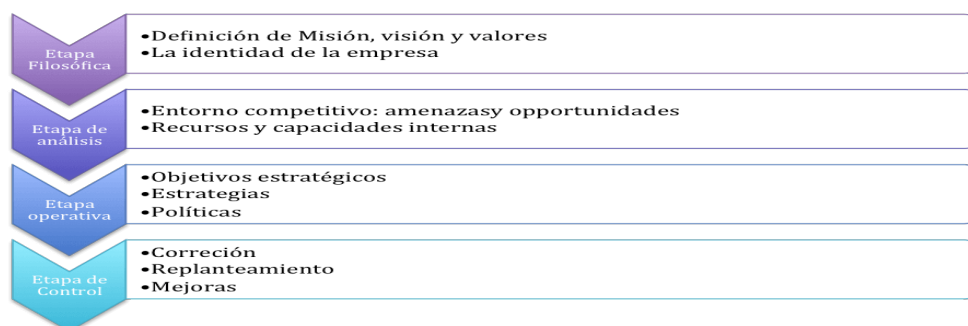 Etapa
Filosófica
•Definición de Misión, visión y valores
•La identidad de la empresa
Etapa de
análisis
•Entorno competitivo: amenazasy opportunidades
•Recursos y capacidades internas
Etapa
operativa
•Objetivos estratégicos
•Estrategias
•Políticas
Etapa de
Control
•Correción
•Replanteamiento
•Mejoras